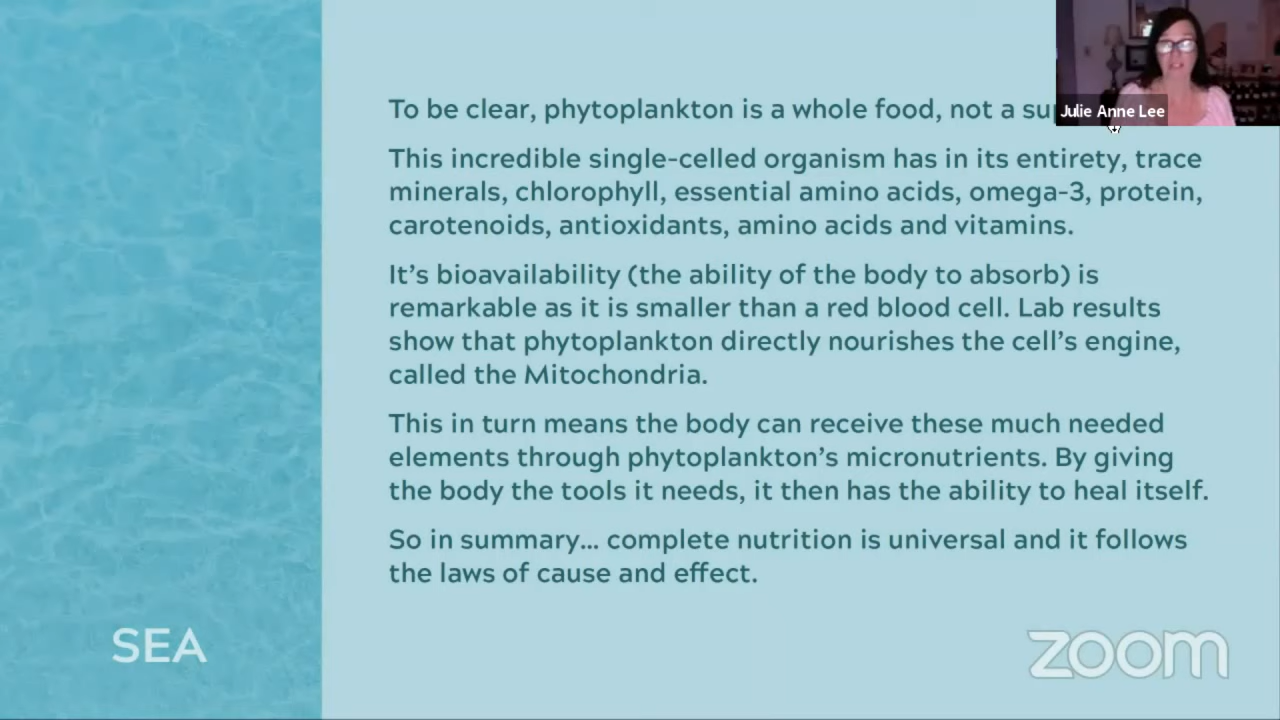 To be clear, phytoplankton is a whole food, not a
Julie Anne Lee
This incredible single-celled organism has in its entirety, trace
minerals, chlorophyll, essential amino acids, omega-3, protein,
carotenoids, antioxidants, amino acids and vitamins.
It's bioavailability (the ability of the body to absorb) is
remarkable as it is smaller than a red blood cell. Lab results
show that phytoplankton directly nourishes the cell's engine,
called the Mitochondria.
This in turn means the body can receive these much needed
elements through phytoplankton's micronutrients. By giving
the body the tools it needs, it then has the ability to heal itself.
So in summary... complete nutrition is universal and it follows
the laws of cause and effect.
SEA
zoom